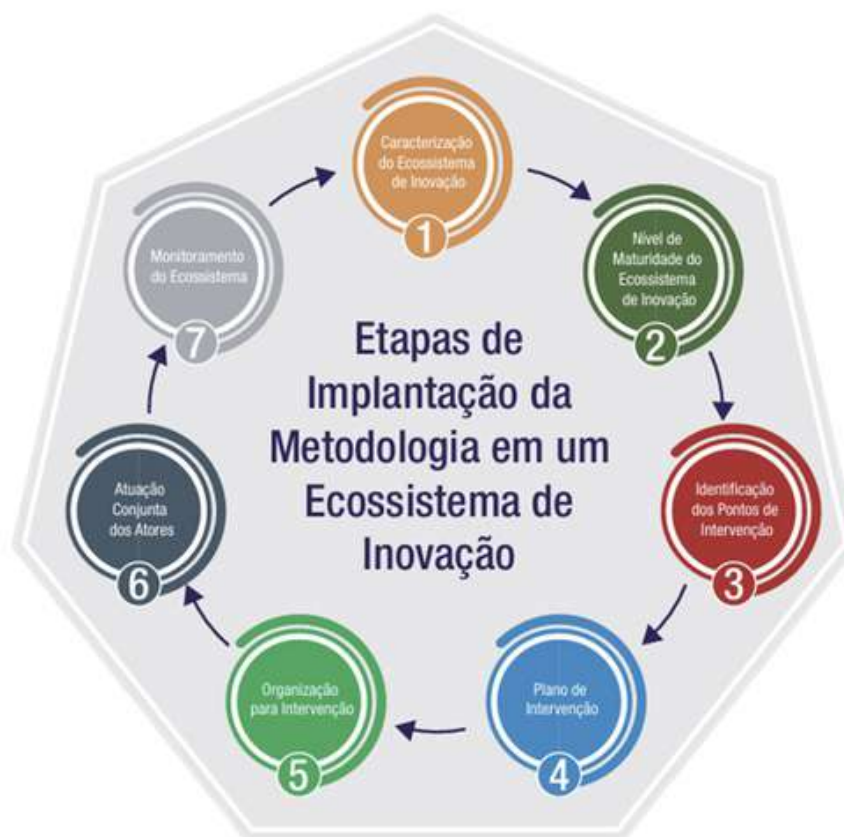 Caracterização
do Ecossistema
de Inovação
1
Nível de
Maturidade do
Ecossistema
de Inovação
2
Identificação
dos Pontos de
Intervenção
3
Plano de
Intervenção
4
Organização
para Intervenção
5
Atuação
Conjunta
dos Atores
6
Monitoramento
do Ecossistema
7
Etapas de
Implantação da
Metodologia em um
Ecossistema de
Inovação